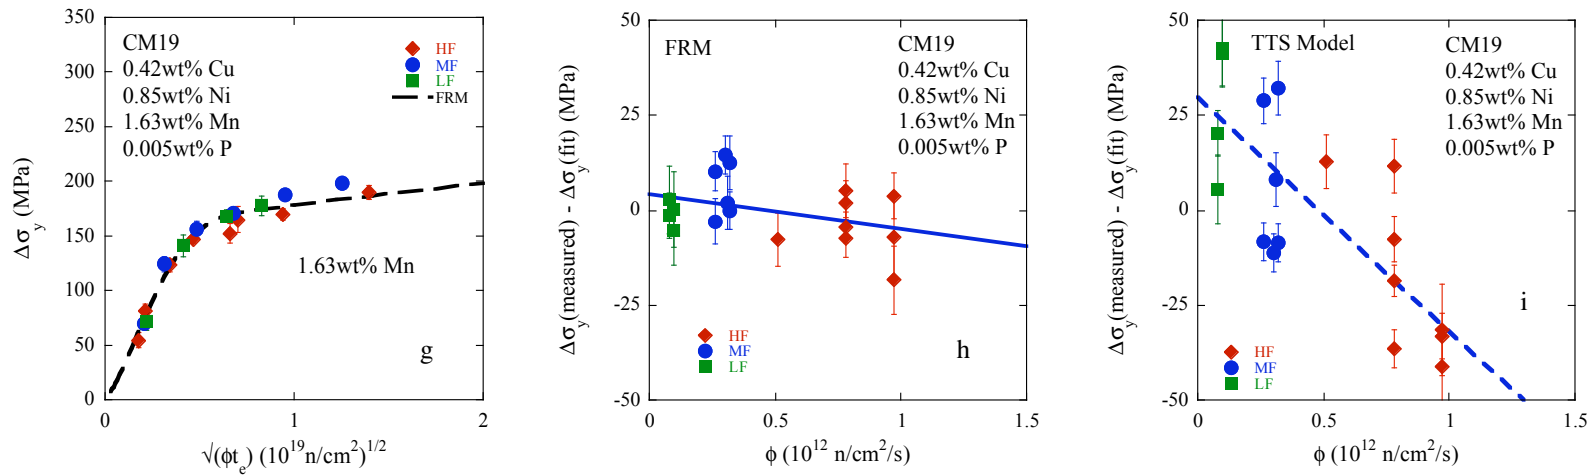 350
300
250
200
150
100
50
0
Δσy (MPa)
CM19
0.42wt% Cu
0.85wt% Ni
1.63wt% Mn
0.005wt% P
HF
MF
LF
FRM
1.63wt% Mn
g
0 1 2
√(ϕte) (10^19 n/cm^2)^1/2
50
25
0
-25
-50
Δσy(measured) - Δσy(fit) (MPa)
FRM
CM19
0.42wt% Cu
0.85wt% Ni
1.63wt% Mn
0.005wt% P
HF
MF
LF
h
0 0.5 1 1.5
ϕ (10^12 n/cm^2/s)
50
25
0
-25
-50
Δσy(measured) - Δσy(fit) (MPa)
TTS Model
CM19
0.42wt% Cu
0.85wt% Ni
1.63wt% Mn
0.005wt% P
i
HF
MF
LF
0 0.5 1 1.5
ϕ (10^12 n/cm^2/s)